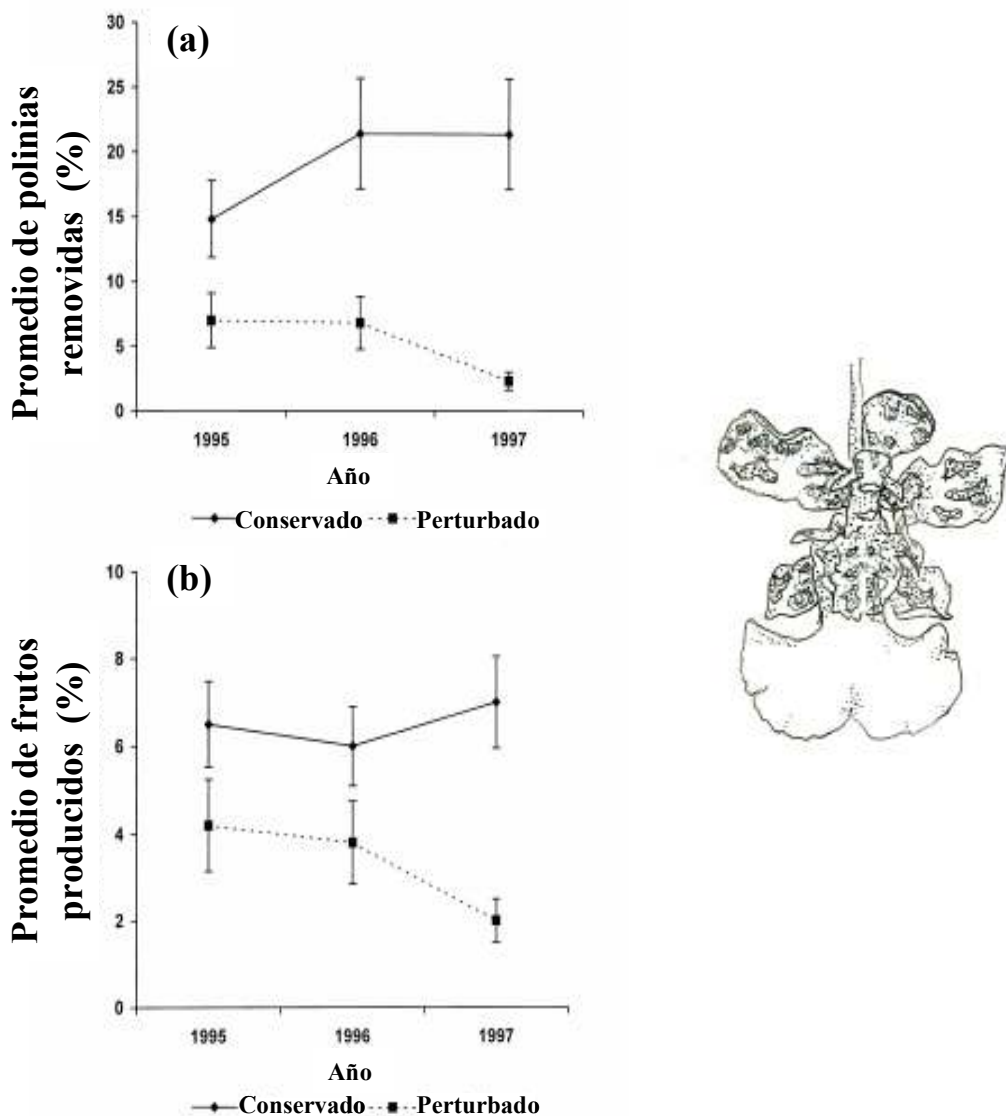 (a)
Promedio de polinias
removidas (%)
30
25
20
15
10
5
0
1995 1996 1997
Año
Conservado Perturbado
(b)
Promedio de frutos
producidos (%)
10
8
6
4
2
0
1995 1996 1997
Año
Conservado Perturbado